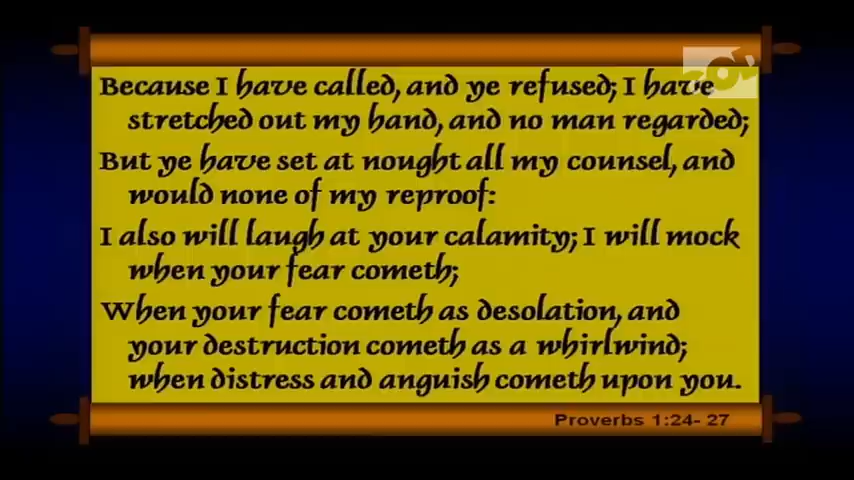 Because I have called, and ye refused; I have
stretched out my hand, and no man regarded;
But ye have set at nought all my counsel, and
would none of my reproof:
I also will laugh at your calamity; I will mock
when your fear cometh;
When your fear cometh as desolation, and
your destruction cometh as a whirlwind;
when distress and anguish cometh upon you.
Proverbs 1:24- 27